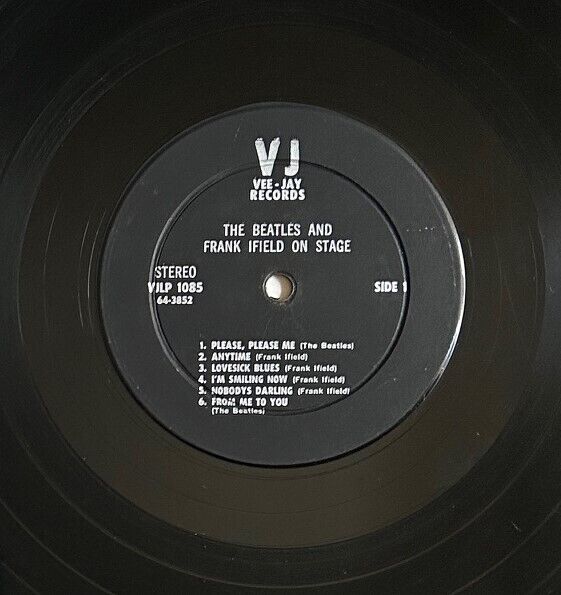 VJ
VEE-JAY
RECORDS
THE BEATLES AND
FRANK IFIELD ON STAGE
STEREO
VJLP 1085
64-3852
SIDE 1
1. PLEASE, PLEASE ME (The Beatles)
2. ANYTIME (Frank Ifield)
3. LOVESICK BLUES (Frank Ifield)
4. I'M SMILING NOW (Frank Ifield)
5. NOBODYS DARLING (Frank Ifield)
6. FROM ME TO YOU
(The Beatles)